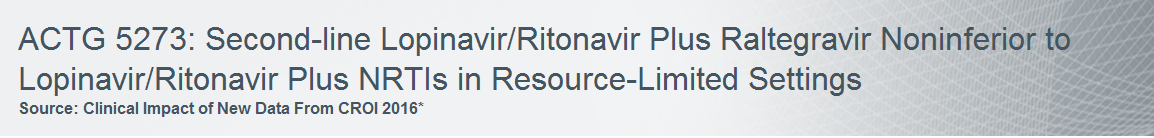 ACTG 5273: Second-line Lopinavir/Ritonavir Plus Raltegravir Noninferior to
Lopinavir/Ritonavir Plus NRTIs in Resource-Limited Settings
Source: Clinical Impact of New Data From CROI 2016*